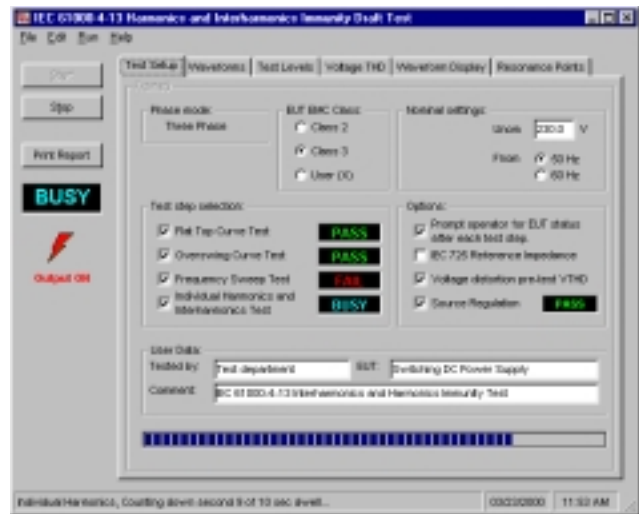 IEC 61000-4-13 Harmonics and Interharmonics Immunity Draft Test
File Edit Run Help
Start
Stop
Print Report
BUSY
Output ON
Test Setup Waveforms Test Levels Voltage THD Waveform Display Resonance Points
Phase mode:
Three Phase
EUT EMC Class:
Class 2
Class 3
User (X)
Nominal settings:
Unom 230.0 V
Fnom 50 Hz
60 Hz
Test step selection:
Flat Top Curve Test PASS
Overswing Curve Test PASS
Frequency Sweep Test FAIL
Individual Harmonics and
Interharmonics Test BUSY
Options:
Prompt operator for EUT status
after each test step.
IEC 725 Reference Impedance
Voltage distortion pre-test VTHD
Source Regulation PASS
User Data:
Tested by: Test department EUT: Switching DC Power Supply
Comment: IEC 61000-4-13 Interharmonics and Harmonics Immunity Test
Individual Harmonics, Counting down second 9 of 10 sec dwell...
03/23/2000 11:53 AM